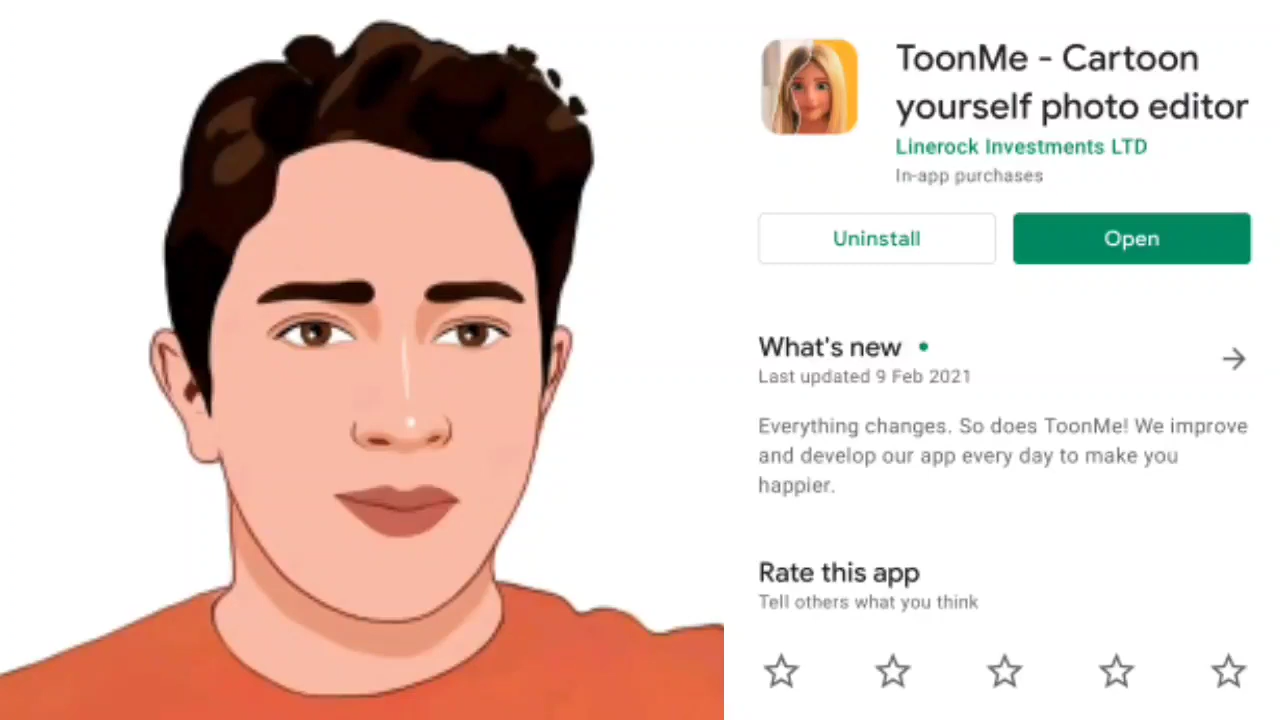 ToonMe - Cartoon
yourself photo editor
Linerock Investments LTD
In-app purchases
Uninstall
Open
What's new
Last updated 9 Feb 2021
Everything changes. So does ToonMe! We improve
and develop our app every day to make you
happier.
Rate this app
Tell others what you think